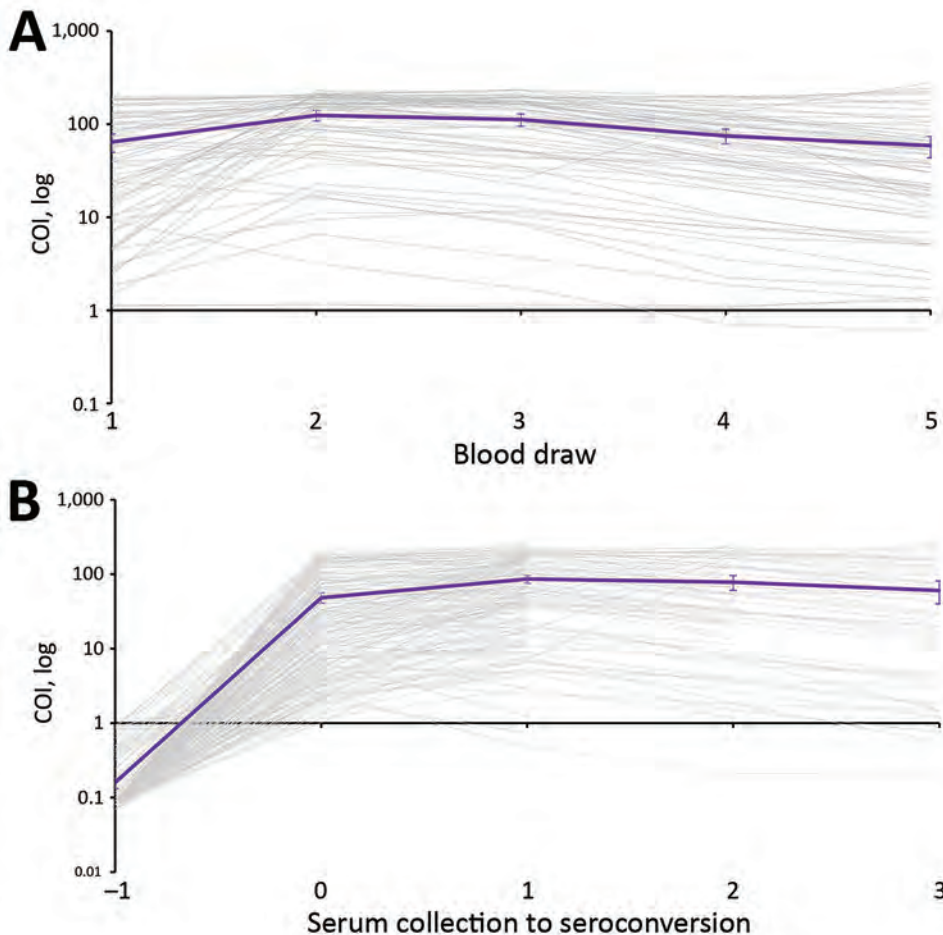 A
1,000
100
10
1
0.1
COI, log
1 2 3 4 5
Blood draw
B
1,000
100
10
1
0.1
0.01
COI, log
−1 0 1 2 3
Serum collection to seroconversion